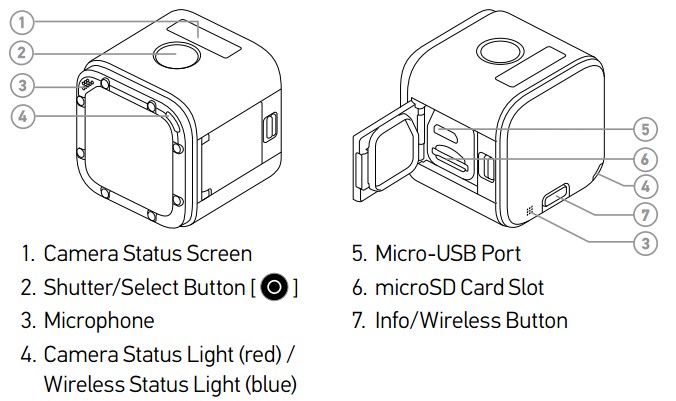 1
2
3
4
5
6
4
7
3
1. Camera Status Screen
2. Shutter/Select Button [ ]
3. Microphone
4. Camera Status Light (red) /
Wireless Status Light (blue)
5. Micro-USB Port
6. microSD Card Slot
7. Info/Wireless Button